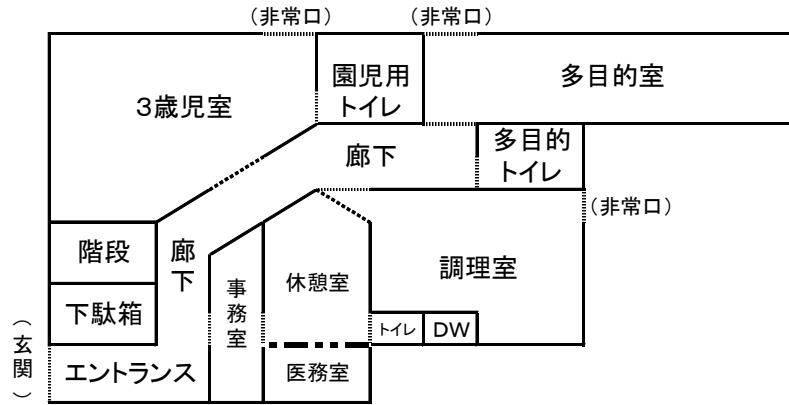 （非常口）
（非常口）
３歳児室
園児用
トイレ
多目的室
廊下
多目的
トイレ
（非常口）
階段
廊下
下駄箱
事務室
休憩室
調理室
トイレ
DW
（玄関）
エントランス
医務室